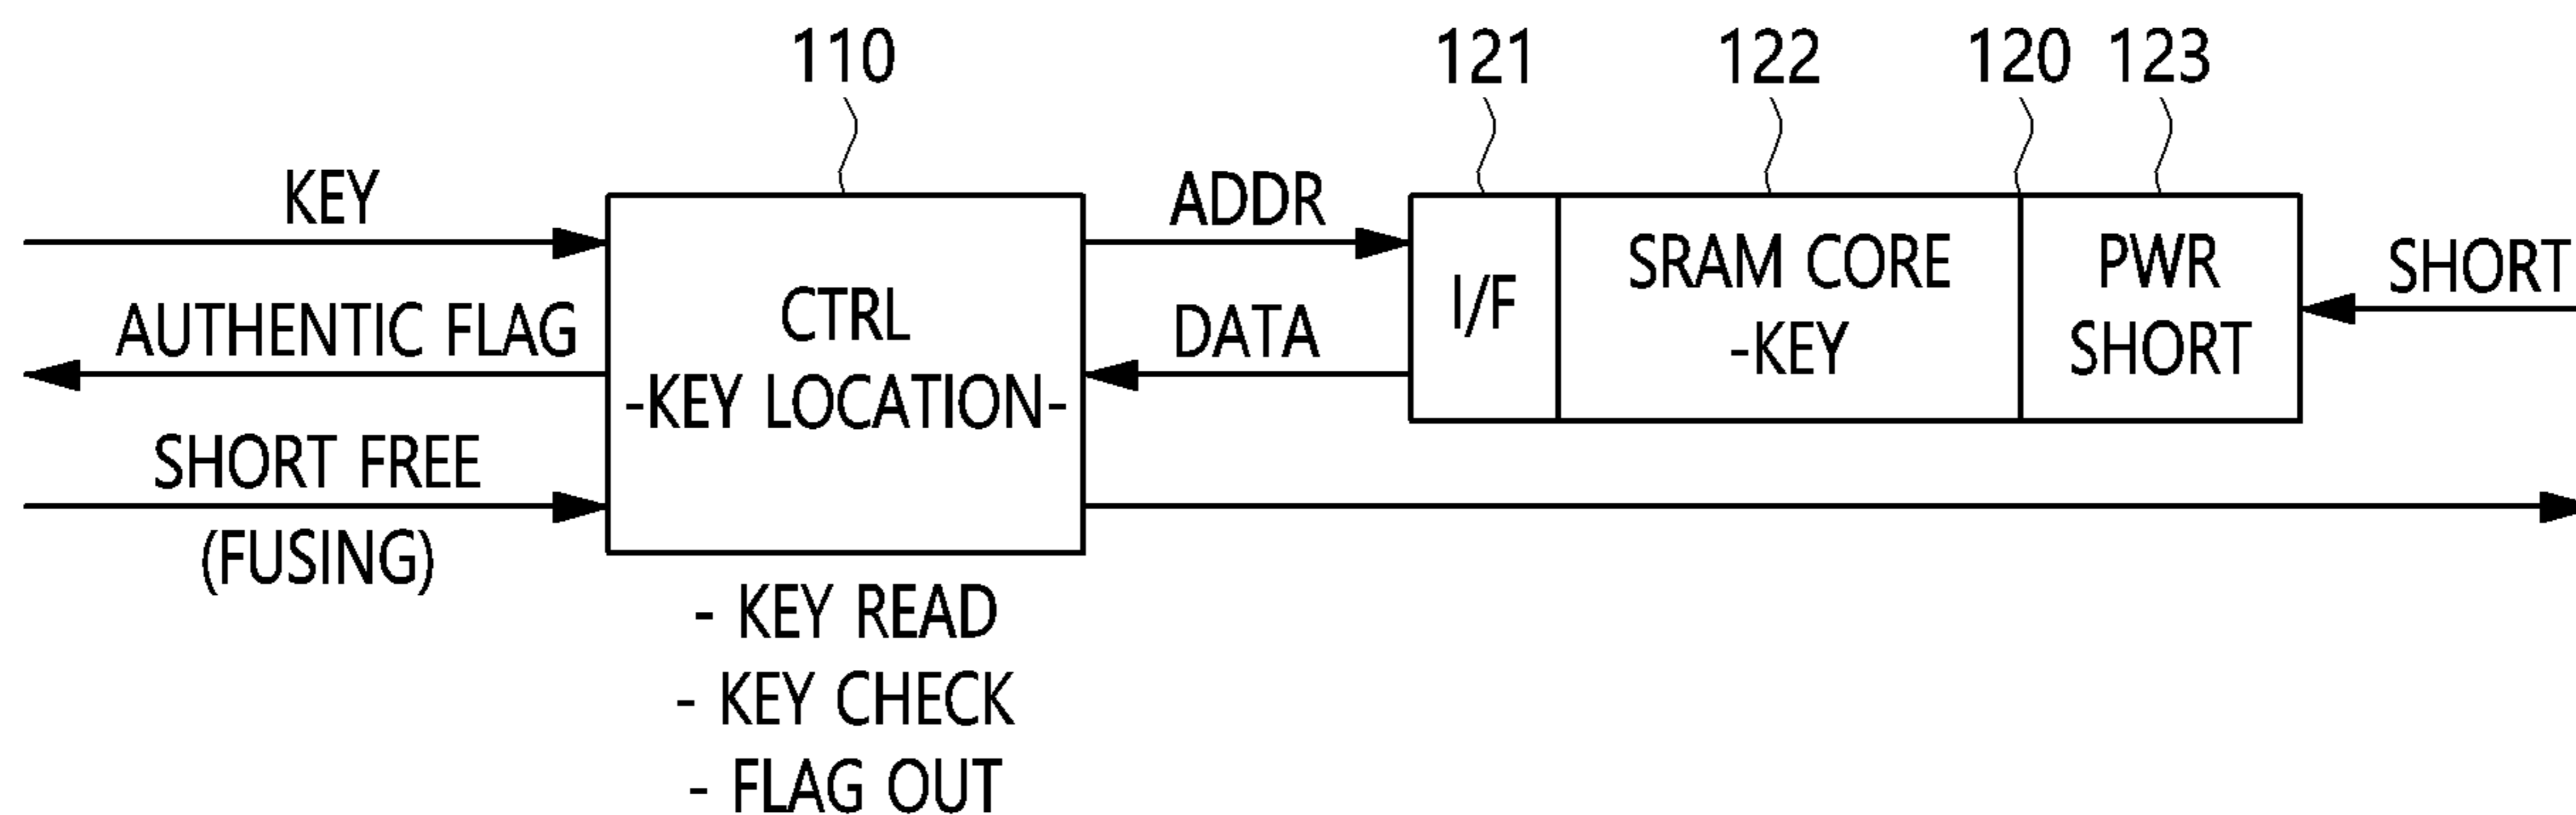 110
121
122
120
123
KEY
AUTHENTIC FLAG
SHORT FREE
(FUSING)
CTRL
-KEY LOCATION-
- KEY READ
- KEY CHECK
- FLAG OUT
ADDR
DATA
I/F
SRAM CORE
-KEY
PWR
SHORT
SHORT